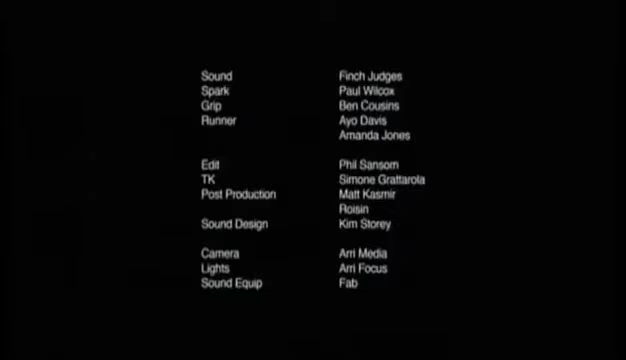 Sound Finch Judges
Spark Paul Wilcox
Grip Ben Cousins
Runner Ayo Davis
Amanda Jones
Edit Phil Sansom
TK Simone Grattarola
Post Production Matt Kasmir
Roisin
Sound Design Kim Storey
Camera Arri Media
Lights Arri Focus
Sound Equip Fab